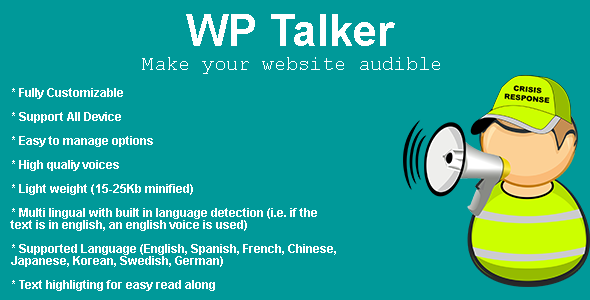 WP Talker
Make your website audible
* Fully Customizable
* Support All Device
* Easy to manage options
* High qualiy voices
* Light weight (15-25Kb minified)
* Multi lingual with built in language detection (i.e. if the
text is in english, an english voice is used)
* Supported Language (English, Spanish, French, Chinese,
Japanese, Korean, Swedish, German)
* Text highligting for easy read along
CRISIS
RESPONSE